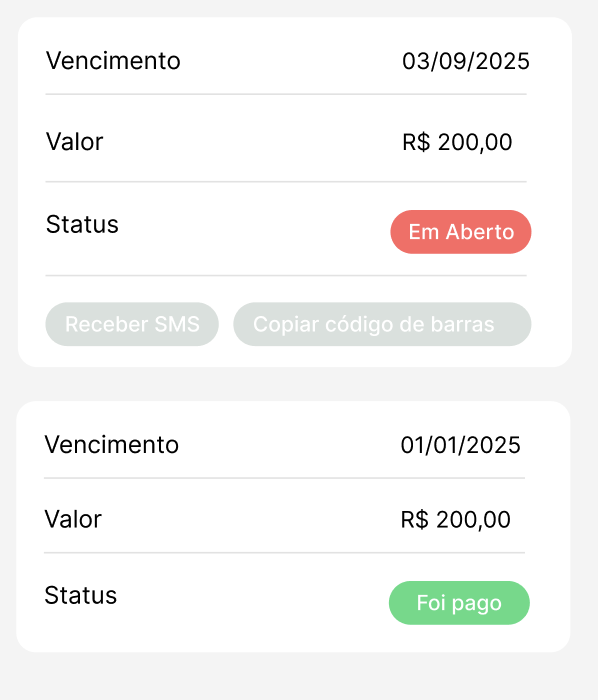 Vencimento 03/09/2025
Valor R$ 200,00
Status Em Aberto
Receber SMS Copiar código de barras
Vencimento 01/01/2025
Valor R$ 200,00
Status Foi pago